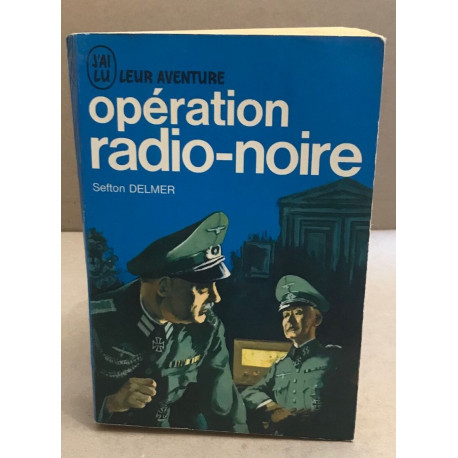 J'AI
LU
LEUR AVENTURE
opération
radio-noire
Sefton DELMER